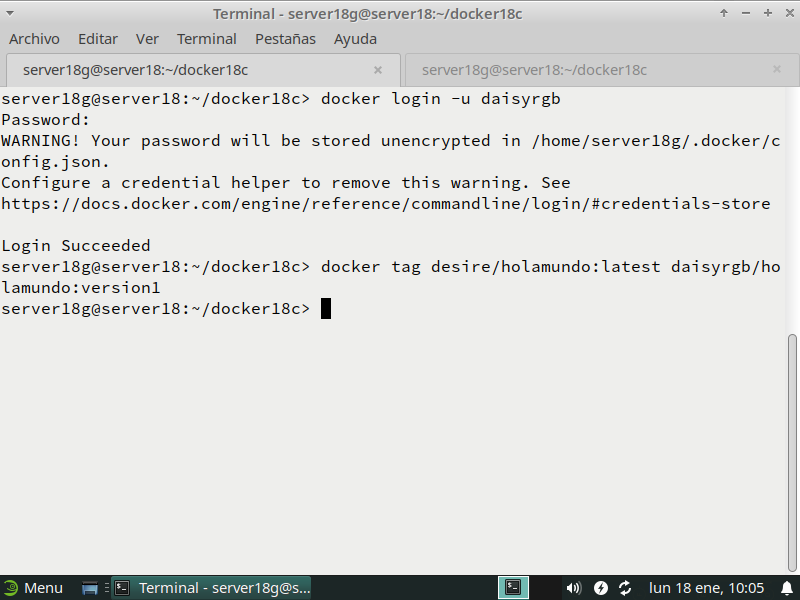 Terminal - server18g@server18:~/docker18c
Archivo Editar Ver Terminal Pestañas Ayuda
server18g@server18:~/docker18c × server18g@server18:~/docker18c ×
server18g@server18:~/docker18c> docker login -u daisyrgb
Password:
WARNING! Your password will be stored unencrypted in /home/server18g/.docker/c
onfig.json.
Configure a credential helper to remove this warning. See
https://docs.docker.com/engine/reference/commandline/login/#credentials-store
Login Succeeded
server18g@server18:~/docker18c> docker tag desire/holamundo:latest daisyrgb/ho
lamundo:version1
server18g@server18:~/docker18c>
Menu Terminal - server18g@s... lun 18 ene, 10:05